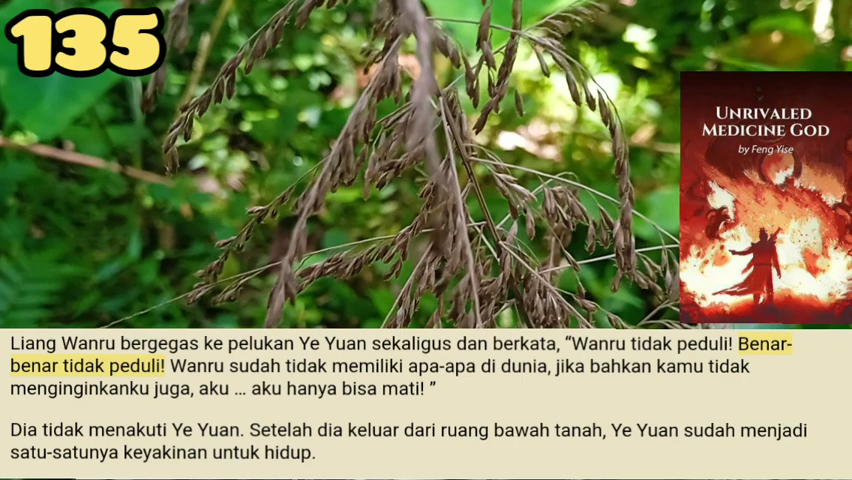 135
UNRIVALED
MEDICINE GOD
by Feng Yise
Liang Wanru bergegas ke pelukan Ye Yuan sekaligus dan berkata, “Wanru tidak peduli! Benar-
benar tidak peduli! Wanru sudah tidak memiliki apa-apa di dunia, jika bahkan kamu tidak
menginginkanku juga, aku ... aku hanya bisa mati! ”
Dia tidak menakuti Ye Yuan. Setelah dia keluar dari ruang bawah tanah, Ye Yuan sudah menjadi
satu-satunya keyakinan untuk hidup.